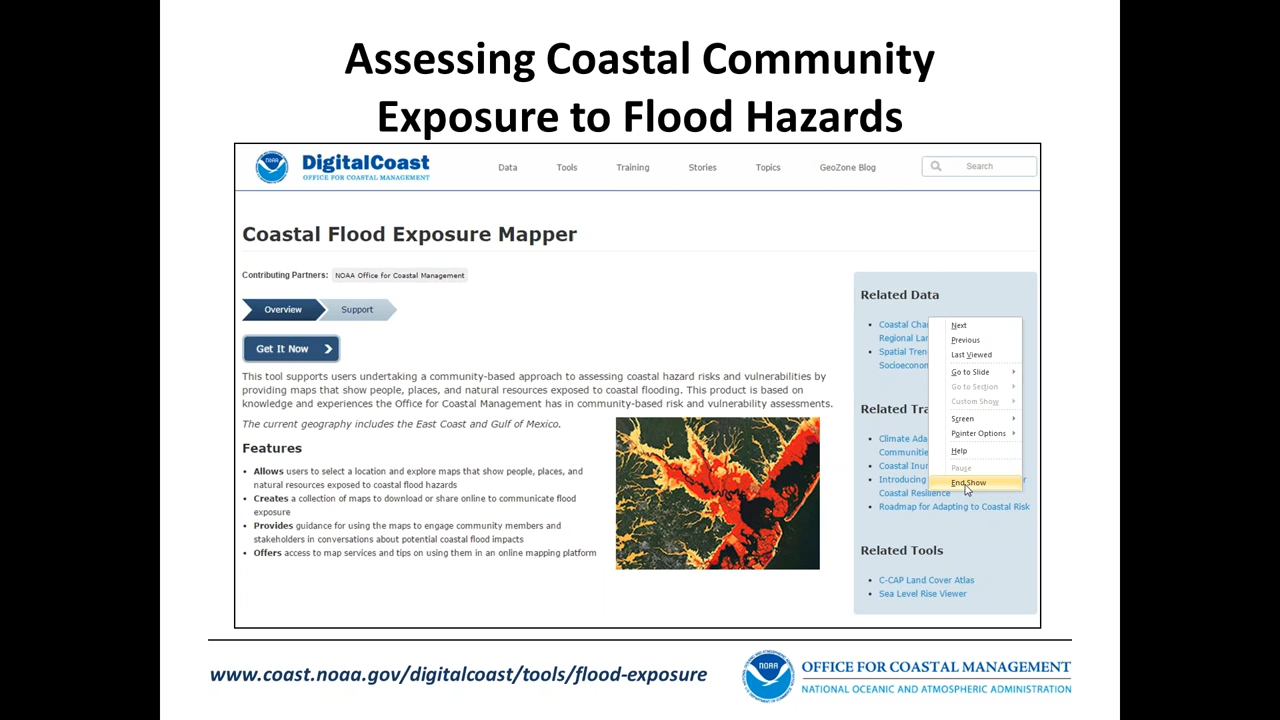 Assessing Coastal Community
Exposure to Flood Hazards
NOAA
DigitalCoast
OFFICE FOR COASTAL MANAGEMENT
Data
Tools
Training
Stories
Topics
GeoZone Blog
Search
Coastal Flood Exposure Mapper
Contributing Partners: NOAA Office for Coastal Management
Overview
Support
Get It Now
This tool supports users undertaking a community-based approach to assessing coastal hazard risks and vulnerabilities by
providing maps that show people, places, and natural resources exposed to coastal flooding. This product is based on
knowledge and experiences the Office for Coastal Management has in community-based risk and vulnerability assessments.
The current geography includes the East Coast and Gulf of Mexico.
Features
• Allows users to select a location and explore maps that show people, places, and
natural resources exposed to coastal flood hazards
• Creates a collection of maps to download or share online to communicate flood
exposure
• Provides guidance for using the maps to engage community members and
stakeholders in conversations about potential coastal flood impacts
• Offers access to map services and tips on using them in an online mapping platform
Related Data
• Coastal Cha
Regional Lan
• Spatial Tren
Socioeconom
Related Tra
• Climate Ada
Communitie
• Coastal Inun
• Introducing
Coastal Resilience
• Roadmap for Adapting to Coastal Risk
Related Tools
• C-CAP Land Cover Atlas
• Sea Level Rise Viewer
Next
Previous
Last Viewed
Go to Slide
Go to Section
Custom Show
Screen
Pointer Options
Help
Pause
End Show
www.coast.noaa.gov/digitalcoast/tools/flood-exposure
NOAA
OFFICE FOR COASTAL MANAGEMENT
NATIONAL OCEANIC AND ATMOSPHERIC ADMINISTRATION